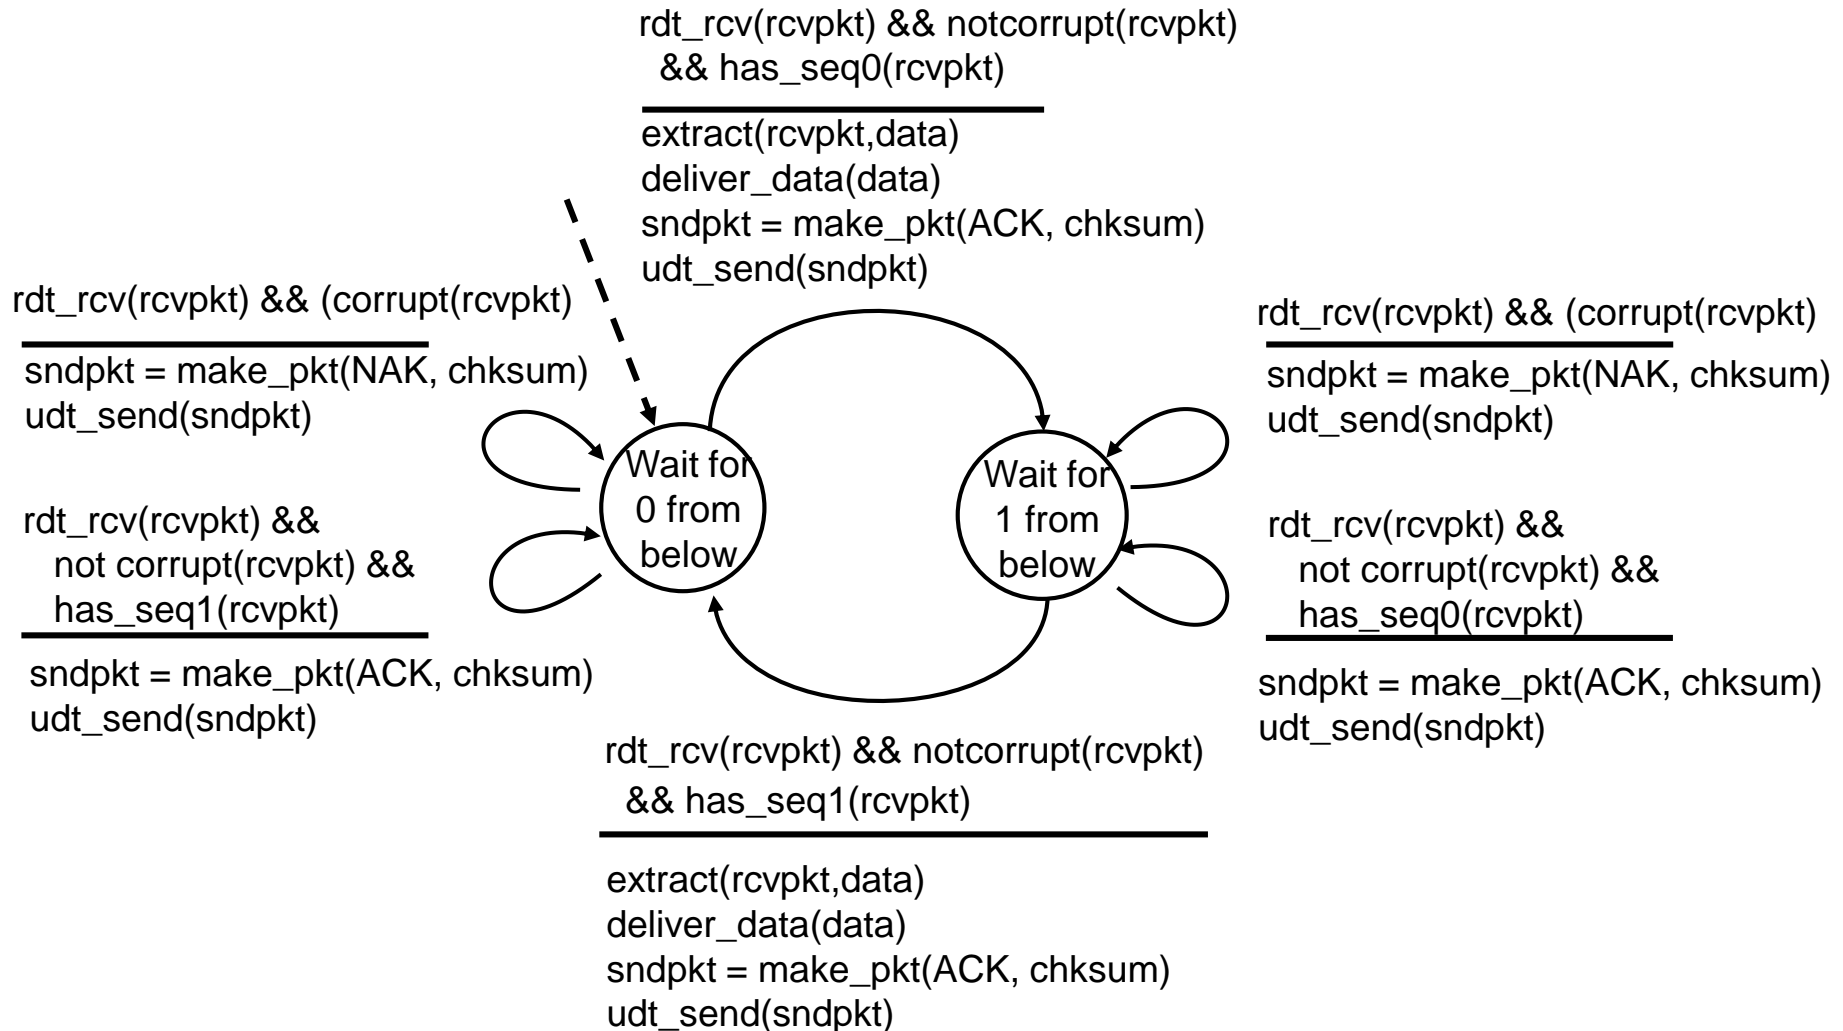 rdt_rcv(rcvpkt) && notcorrupt(rcvpkt)
&& has_seq0(rcvpkt)
extract(rcvpkt,data)
deliver_data(data)
sndpkt = make_pkt(ACK, chksum)
udt_send(sndpkt)
rdt_rcv(rcvpkt) && (corrupt(rcvpkt)
sndpkt = make_pkt(NAK, chksum)
udt_send(sndpkt)
rdt_rcv(rcvpkt) &&
not corrupt(rcvpkt) &&
has_seq1(rcvpkt)
sndpkt = make_pkt(ACK, chksum)
udt_send(sndpkt)
Wait for
0 from
below
Wait for
1 from
below
rdt_rcv(rcvpkt) && (corrupt(rcvpkt)
sndpkt = make_pkt(NAK, chksum)
udt_send(sndpkt)
rdt_rcv(rcvpkt) &&
not corrupt(rcvpkt) &&
has_seq0(rcvpkt)
sndpkt = make_pkt(ACK, chksum)
udt_send(sndpkt)
rdt_rcv(rcvpkt) && notcorrupt(rcvpkt)
&& has_seq1(rcvpkt)
extract(rcvpkt,data)
deliver_data(data)
sndpkt = make_pkt(ACK, chksum)
udt_send(sndpkt)